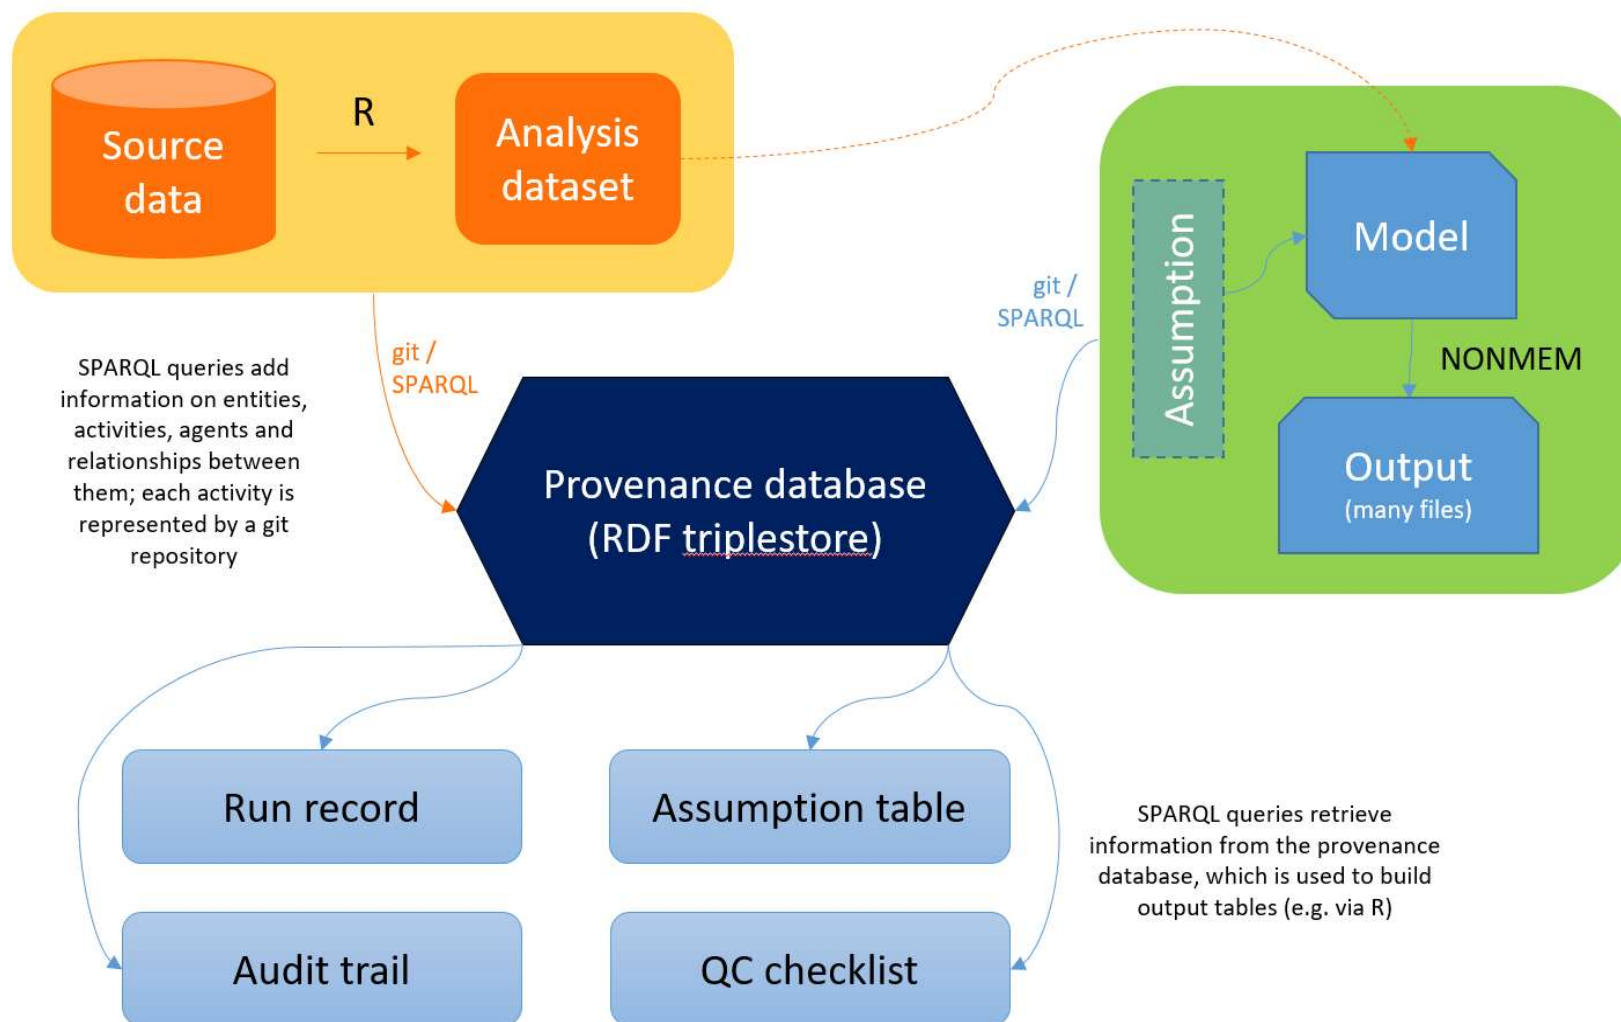 Source
data
R
Analysis
dataset
Assumption
Model
NONMEM
Output
(many files)
git /
SPARQL
git /
SPARQL
SPARQL queries add
information on entities,
activities, agents and
relationships between
them; each activity is
represented by a git
repository
Provenance database
(RDF triplestore)
Run record
Assumption table
Audit trail
QC checklist
SPARQL queries retrieve
information from the provenance
database, which is used to build
output tables (e.g. via R)